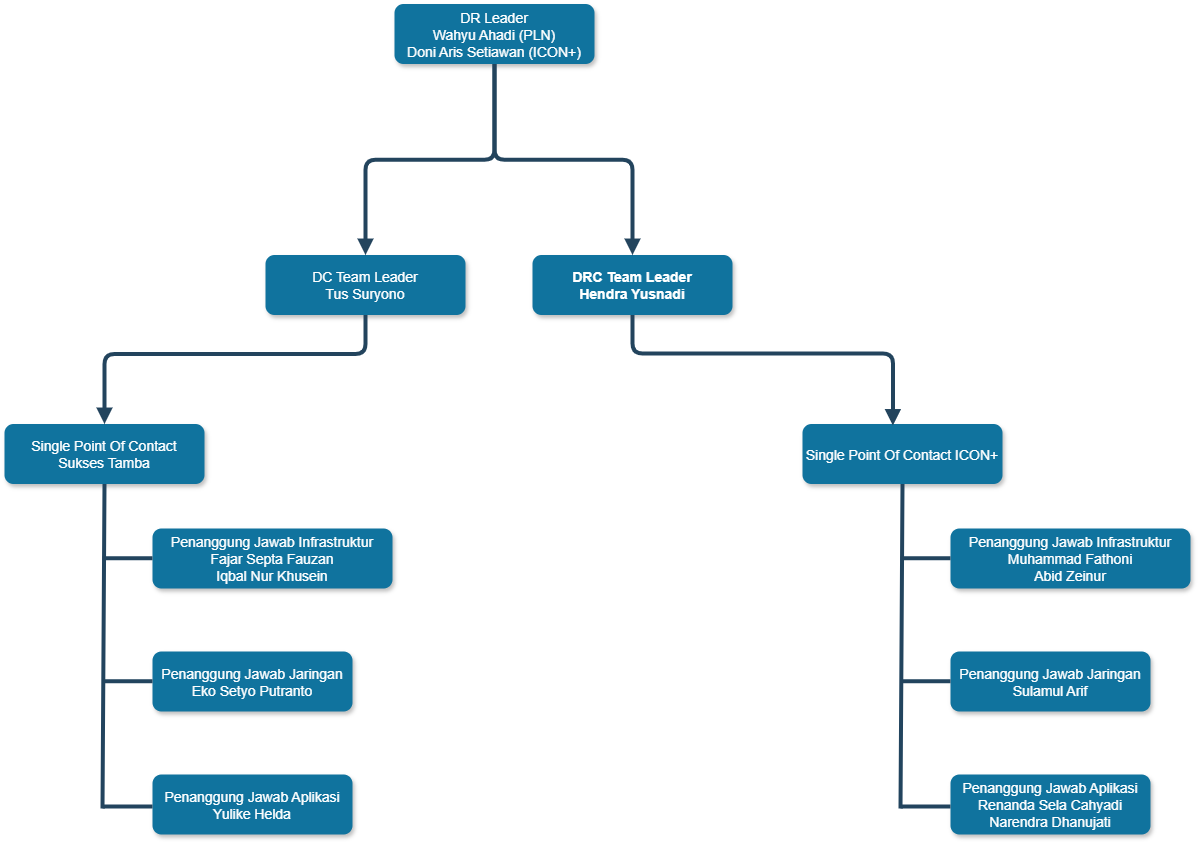 DR Leader
Wahyu Ahadi (PLN)
Doni Aris Setiawan (ICON+)
DC Team Leader
Tus Suryono
DRC Team Leader
Hendra Yusnadi
Single Point Of Contact
Sukses Tamba
Single Point Of Contact ICON+
Penanggung Jawab Infrastruktur
Fajar Septa Fauzan
Iqbal Nur Khusein
Penanggung Jawab Infrastruktur
Muhammad Fathoni
Abid Zeinur
Penanggung Jawab Jaringan
Eko Setyo Putranto
Penanggung Jawab Jaringan
Sulamul Arif
Penanggung Jawab Aplikasi
Yulike Helda
Penanggung Jawab Aplikasi
Renanda Sela Cahyadi
Narendra Dhanujati